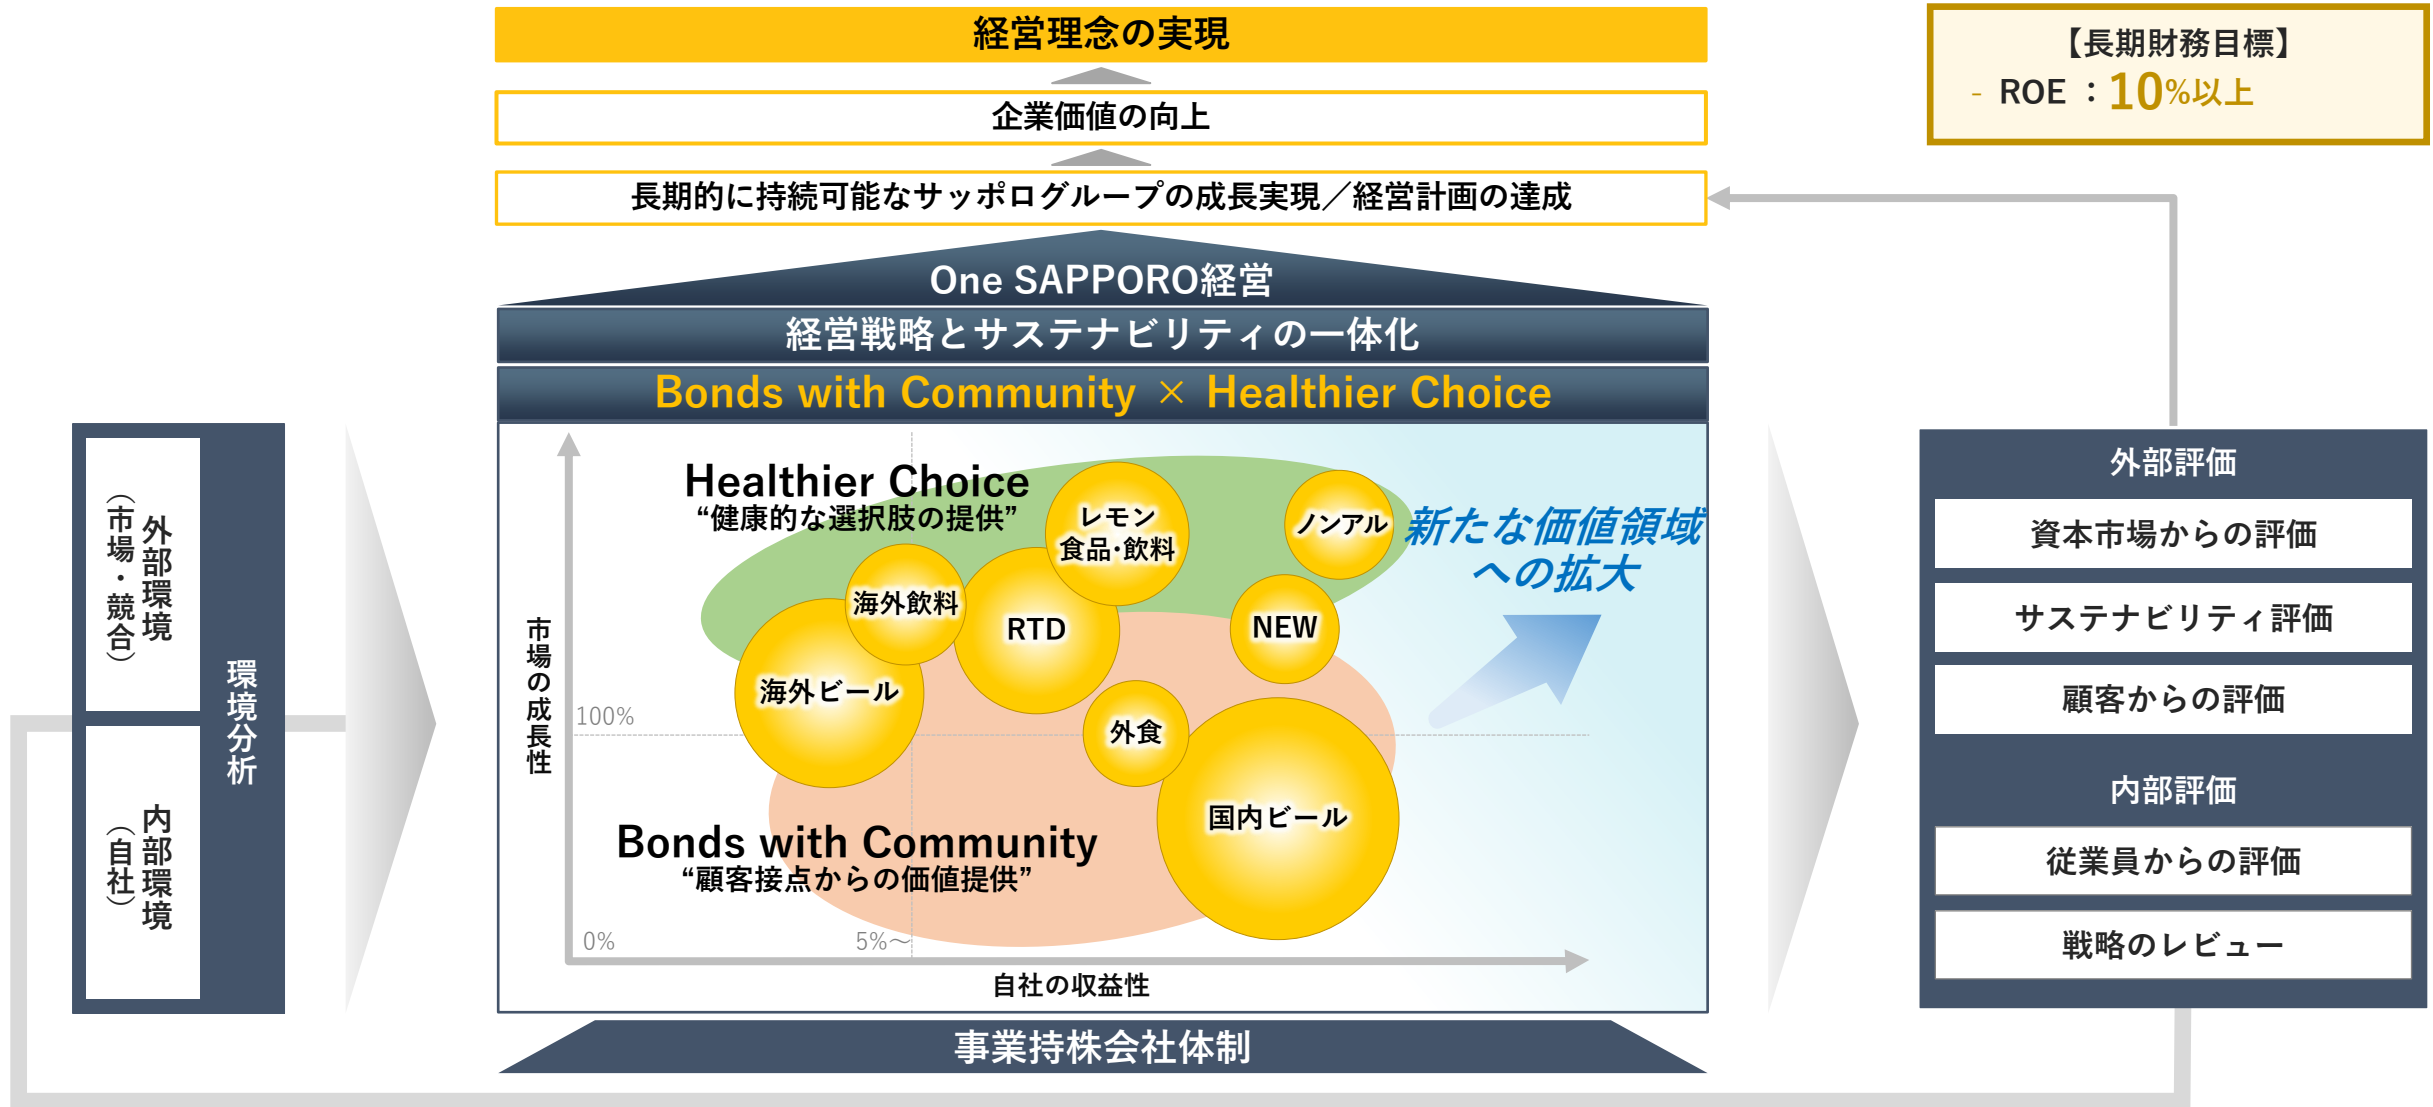 経営理念の実現
企業価値の向上
長期的に持続可能なサッポログループの成長実現／経営計画の達成
【長期財務目標】
- ROE ：10%以上
One SAPPORO経営
経営戦略とサステナビリティの一体化
Bonds with Community × Healthier Choice
外部環境
（市場・競合）
内部環境
（自社）
環境分析
市場の成長性
100%
0%
5%～
自社の収益性
Healthier Choice
“健康的な選択肢の提供”
レモン
食品・飲料
ノンアル
海外飲料
RTD
NEW
海外ビール
外食
国内ビール
Bonds with Community
“顧客接点からの価値提供”
新たな価値領域
への拡大
事業持株会社体制
外部評価
資本市場からの評価
サステナビリティ評価
顧客からの評価
内部評価
従業員からの評価
戦略のレビュー